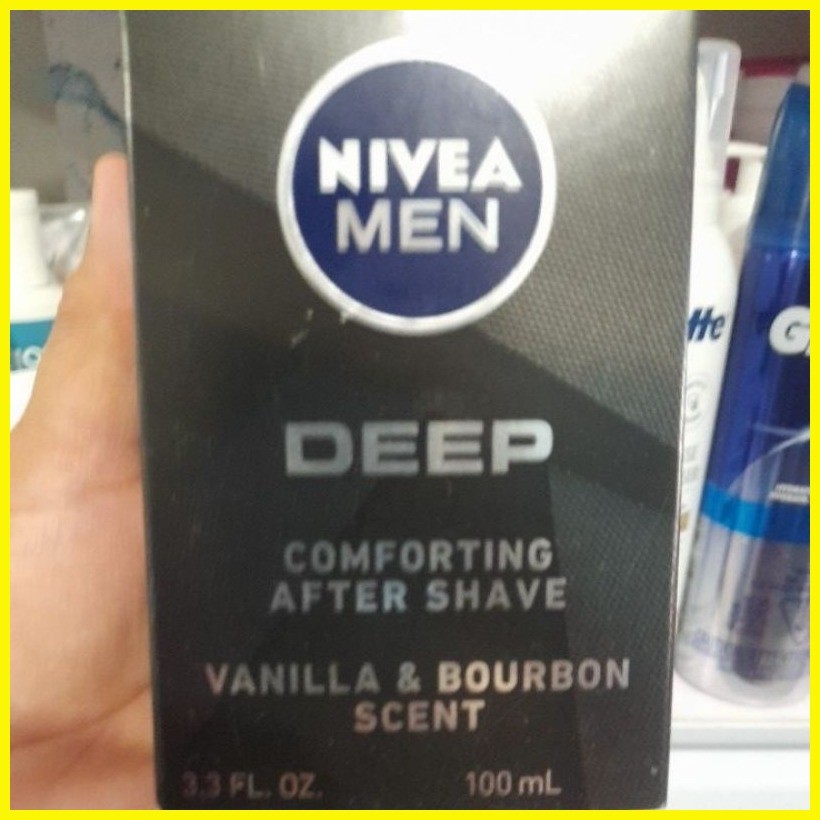 NIVEA
MEN
DEEP
COMFORTING
AFTER SHAVE
VANILLA & BOURBON
SCENT
3.3 FL. OZ. 100 mL